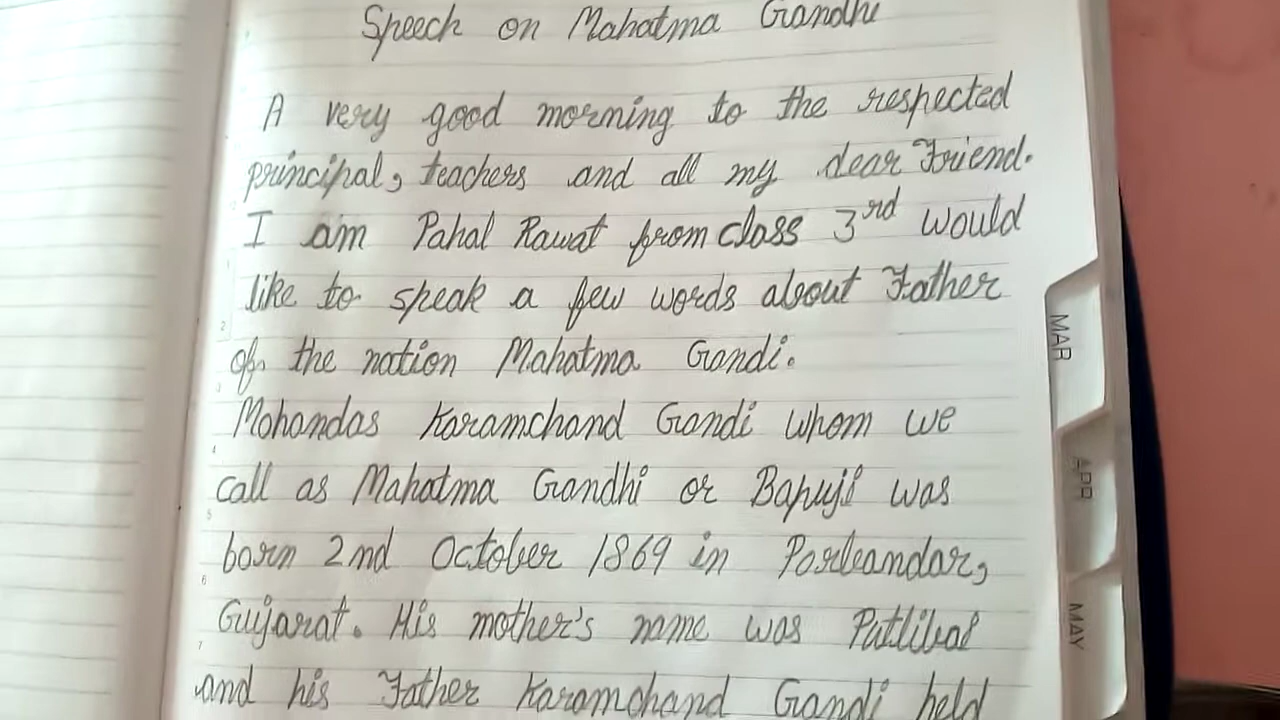 Speech on Mahatma Gandhi
A very good morning to the respected
principal, teachers and all my dear Friend.
I am Pahal Rawat from class 3rd would
like to speak a few words about Father
of the nation Mahatma Gandi.
Mohandas Karamchand Gandi whom we
call as Mahatma Gandhi or Bapuji was
born 2nd October 1869 in Porbandar,
Gujarat. His mother's name was Putlibai
and his Father Karamchand Gandi held
MAR
APR
MAY